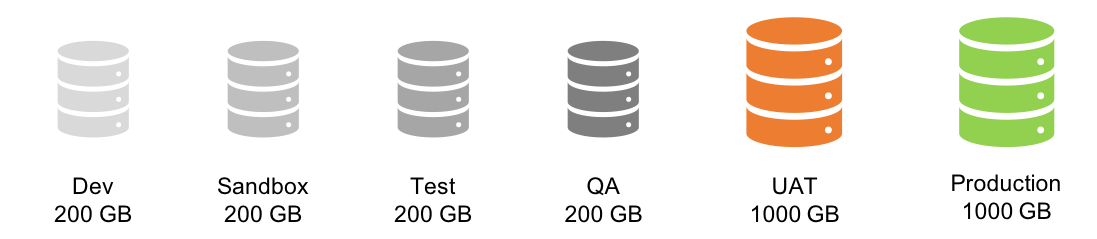 Dev
200 GB
Sandbox
200 GB
Test
200 GB
QA
200 GB
UAT
1000 GB
Production
1000 GB